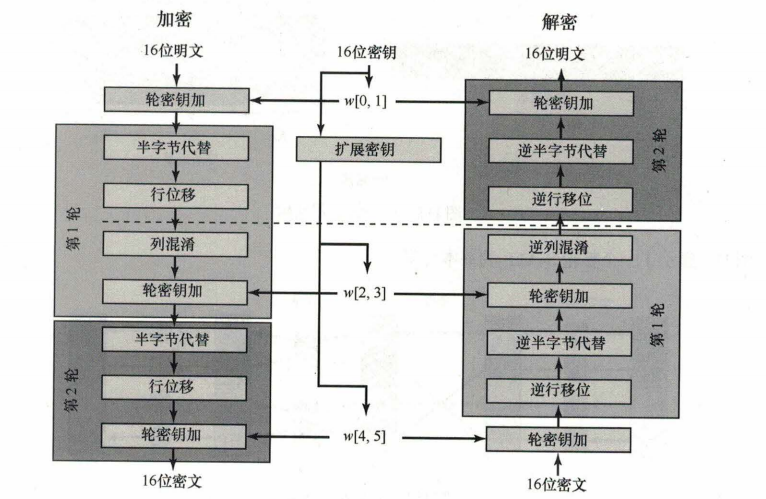 加密
16位明文
轮密钥加
第1轮
半字节代替
行位移
列混淆
轮密钥加
第2轮
半字节代替
行位移
轮密钥加
16位密文
16位密钥
w[0, 1]
扩展密钥
w[2, 3]
w[4, 5]
解密
16位明文
轮密钥加
逆半字节代替
逆行移位
第2轮
逆列混淆
轮密钥加
逆半字节代替
逆行移位
第1轮
轮密钥加
16位密文